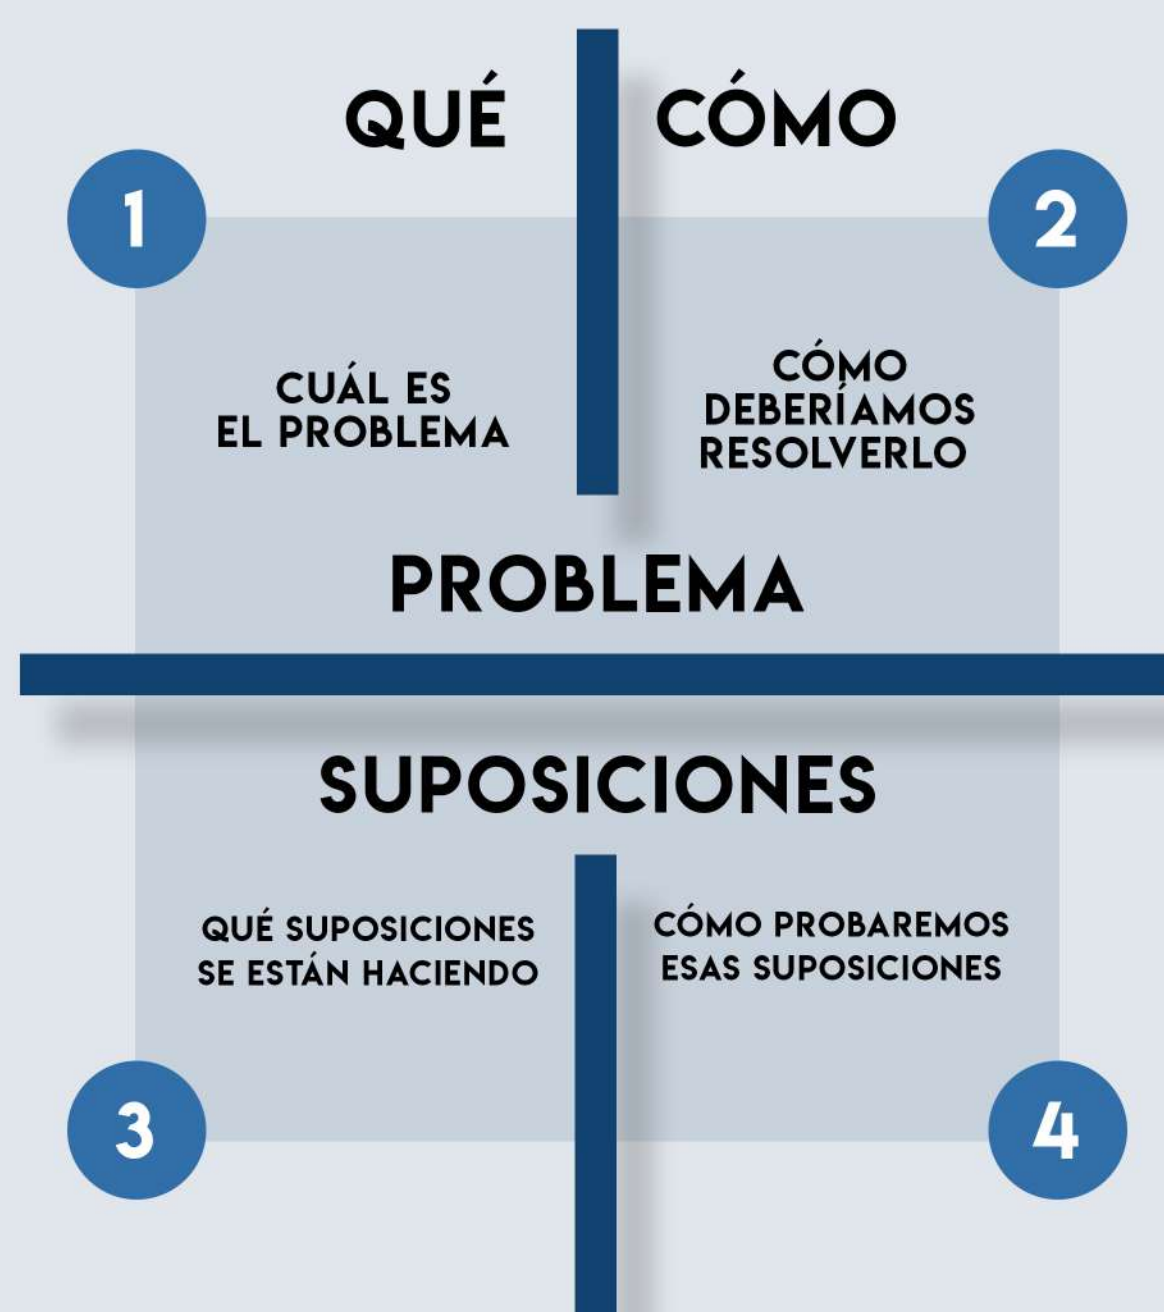 QUÉ
CÓMO
1
2
CUÁL ES
EL PROBLEMA
CÓMO
DEBERÍAMOS
RESOLVERLO
PROBLEMA
SUPOSICIONES
QUÉ SUPOSICIONES
SE ESTÁN HACIENDO
CÓMO PROBAREMOS
ESAS SUPOSICIONES
3
4